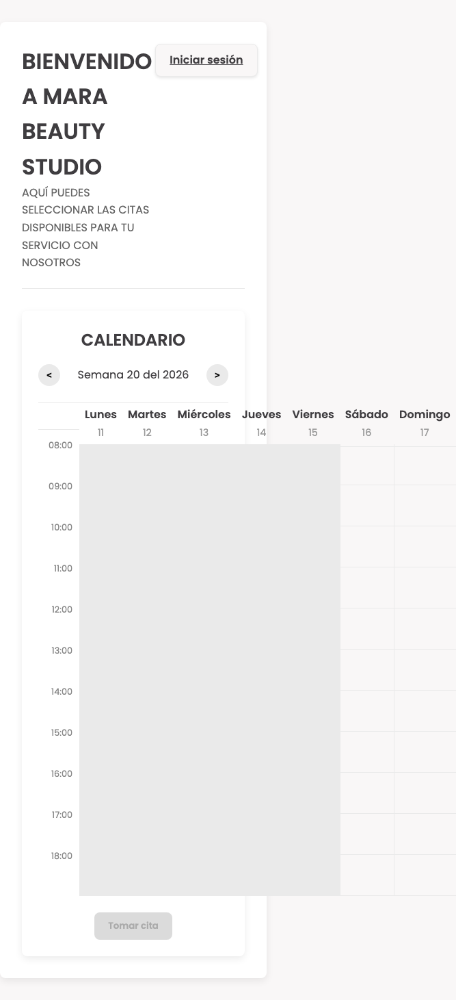 BIENVENIDO
A MARA
BEAUTY
STUDIO
Iniciar sesión
AQUÍ PUEDES
SELECCIONAR LAS CITAS
DISPONIBLES PARA TU
SERVICIO CON
NOSOTROS
CALENDARIO
< Semana 20 del 2026 >
Lunes Martes Miércoles Jueves Viernes Sábado Domingo
11 12 13 14 15 16 17
08:00
09:00
10:00
11:00
12:00
13:00
14:00
15:00
16:00
17:00
18:00
Tomar cita